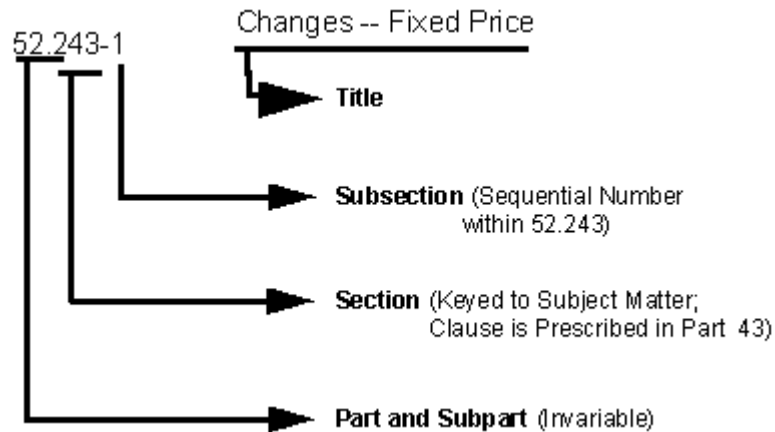 Changes -- Fixed Price
52.243-1
Title
Subsection (Sequential Number
within 52.243)
Section (Keyed to Subject Matter;
Clause is Prescribed in Part 43)
Part and Subpart (Invariable)